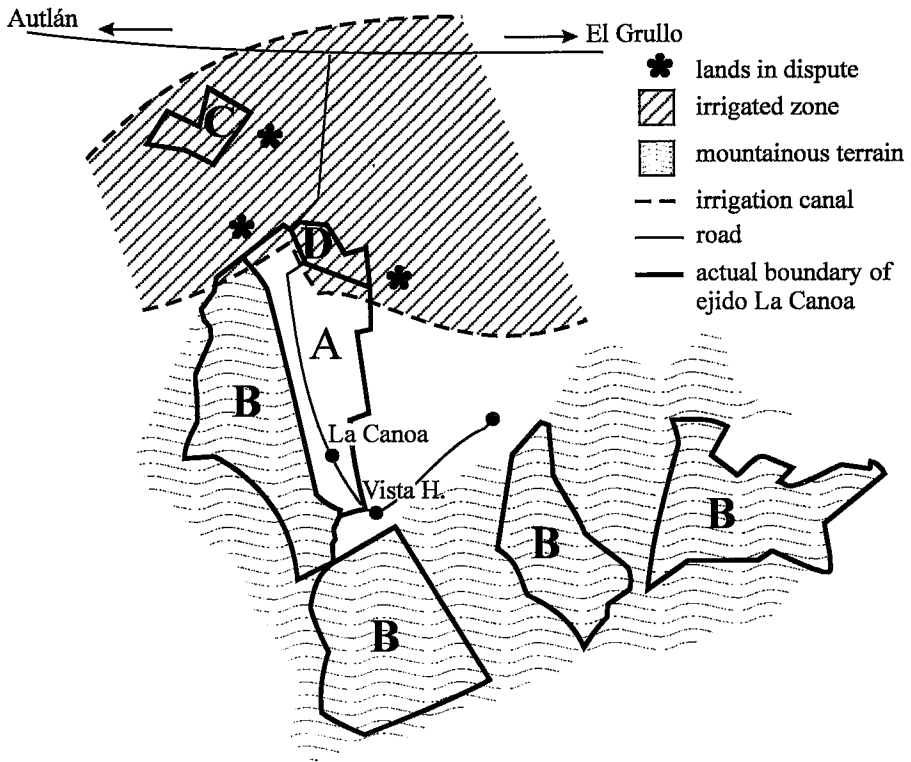 Autlán
El Grullo
lands in dispute
irrigated zone
mountainous terrain
irrigation canal
road
actual boundary of
ejido La Canoa
C
D
A
B
La Canoa
Vista H.
B
B
B